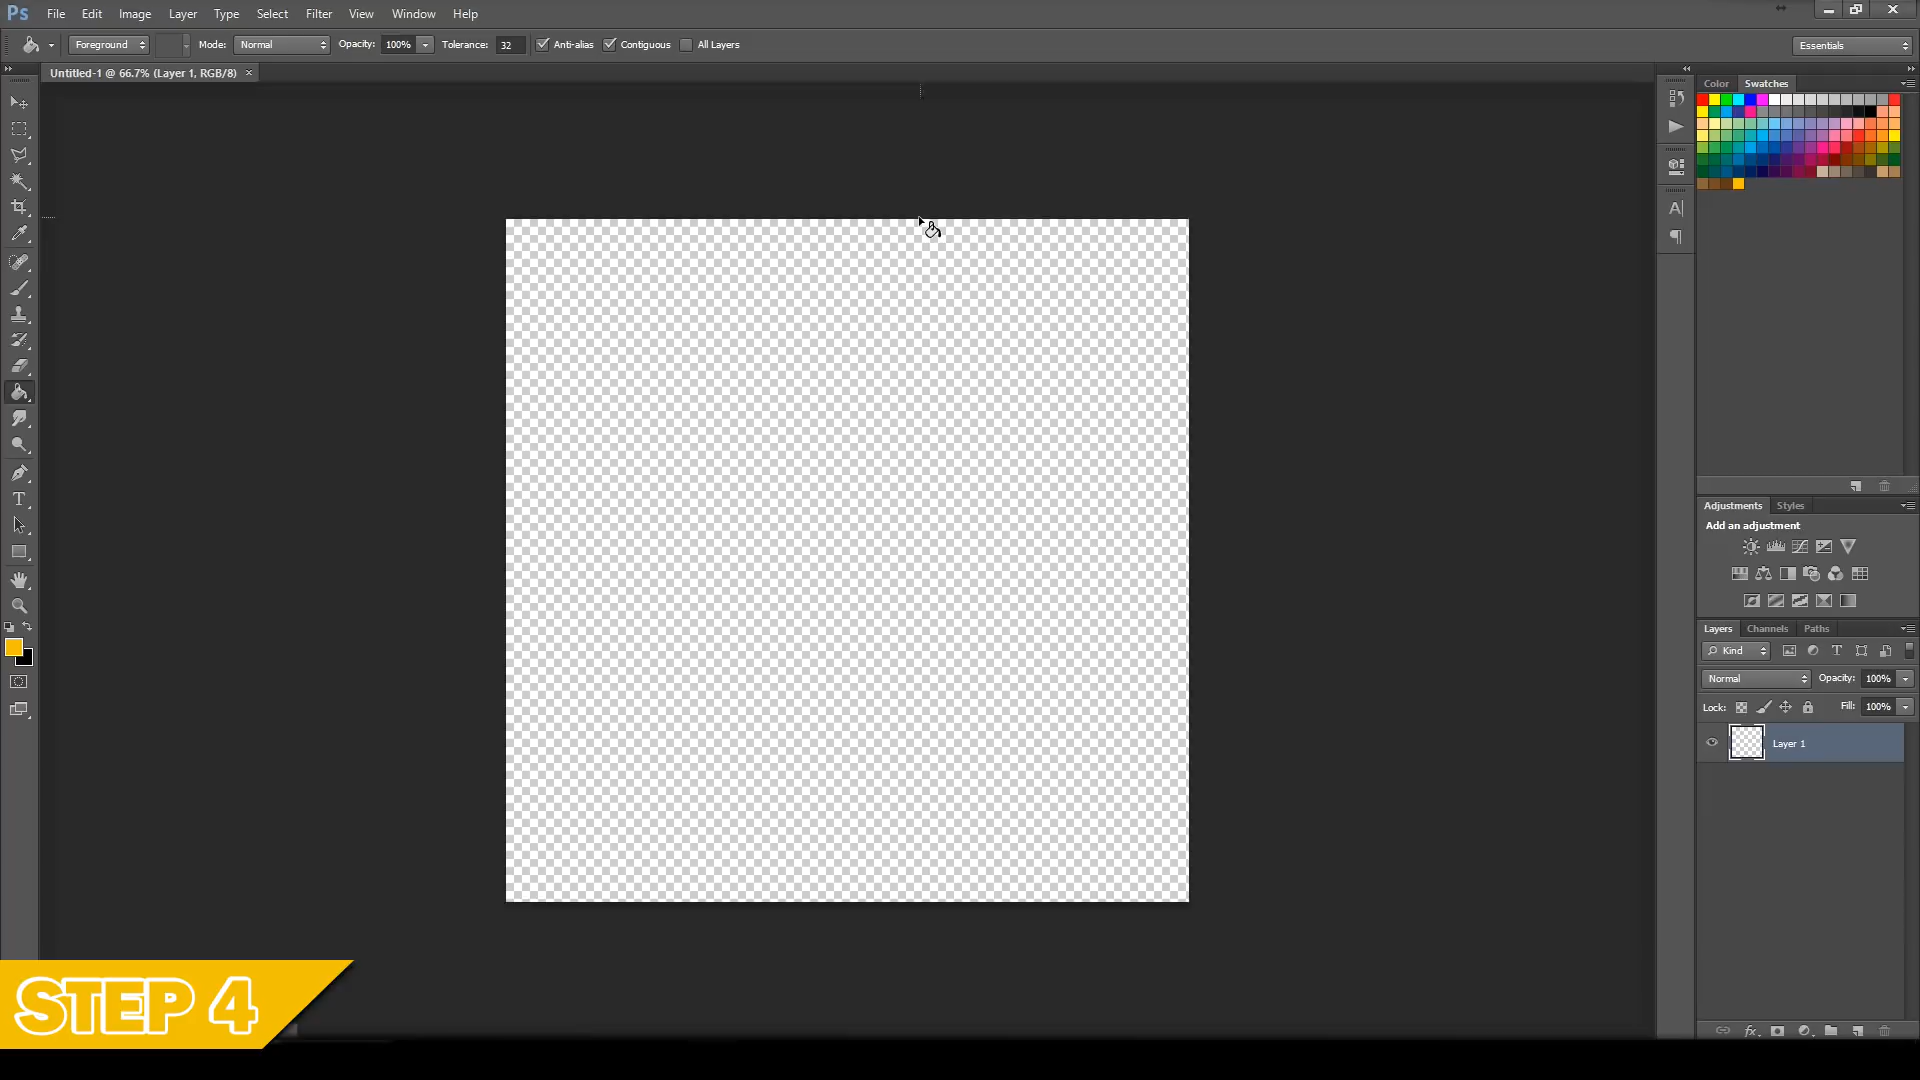 Ps File Edit Image Layer Type Select Filter View Window Help
Foreground Mode: Normal Opacity: 100% Tolerance: 32 Anti-alias Contiguous All Layers Essentials
Untitled-1 @ 66.7% (Layer 1, RGB/8) ×
Color Swatches
Adjustments Styles
Add an adjustment
Layers Channels Paths
Kind
Normal Opacity: 100%
Lock: Fill: 100%
Layer 1
STEP 4